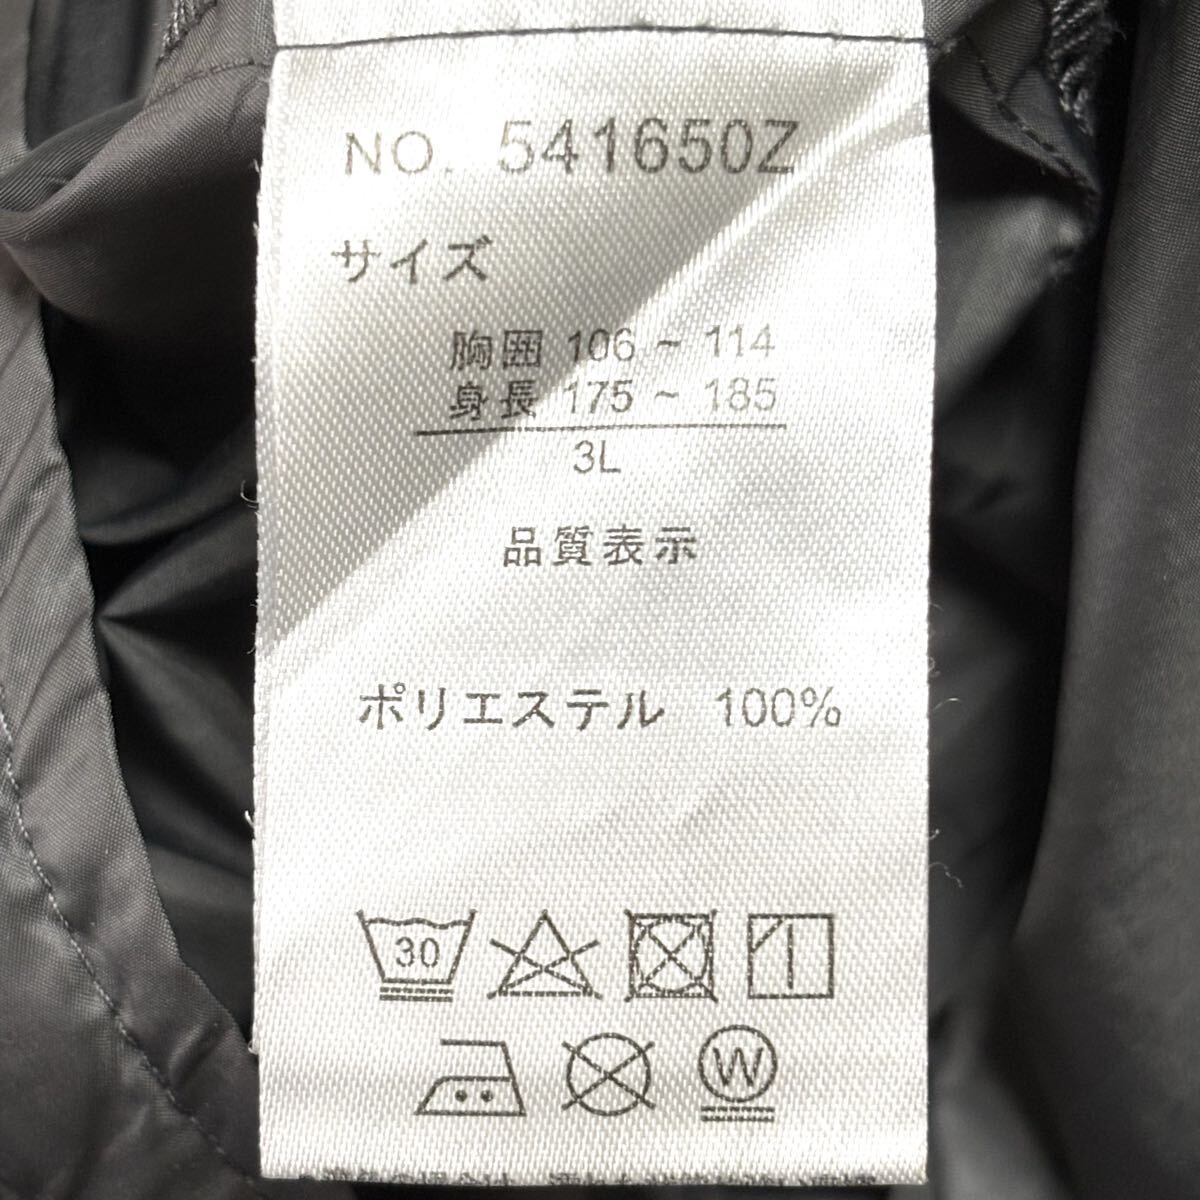 NO. 541650Z
サイズ
胸囲 106 ~ 114
身長 175 ~ 185
3L
品質表示
ポリエステル 100%
30
W